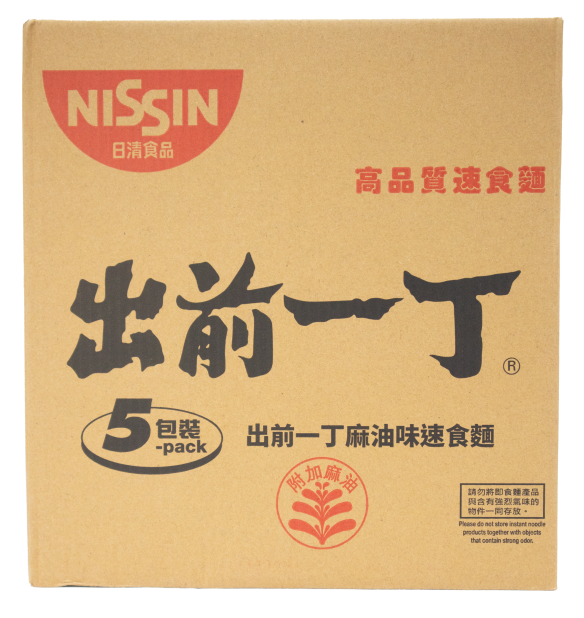 NISSIN
日清食品
高品質速食麵
出前一丁
®
5包裝
-pack
出前一丁麻油味速食麵
附加麻油
請勿將即食麵產品
與含有強烈氣味的
物件一同存放。
Please do not store instant noodle
products together with objects
that contain strong odor.